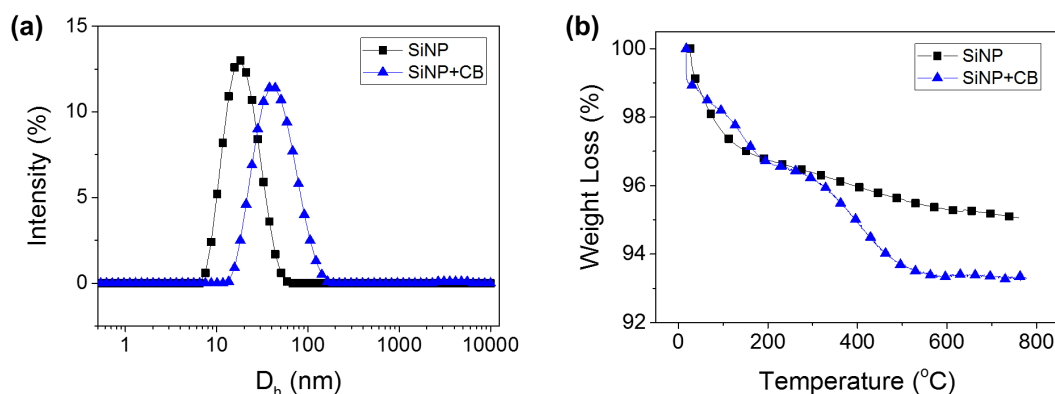 (a)
Intensity (%)
15
10
5
0
SiNP
SiNP+CB
1
10
100
1000
10000
D_h (nm)
(b)
Weight Loss (%)
100
98
96
94
92
SiNP
SiNP+CB
0
200
400
600
800
Temperature (°C)